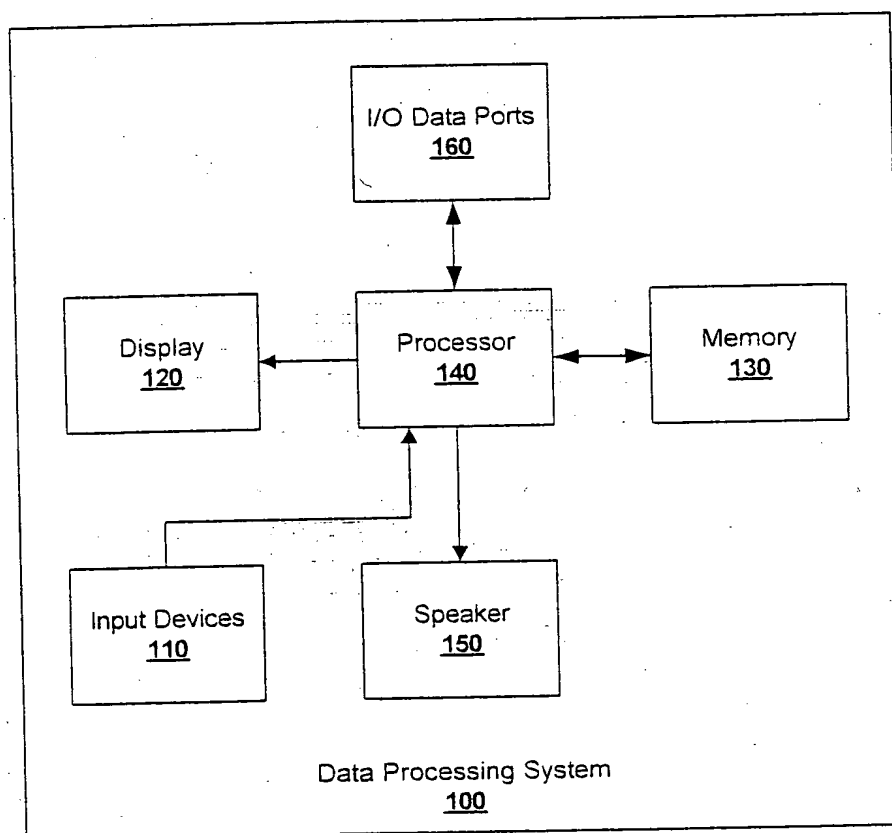 I/O Data Ports
160
Display
120
Processor
140
Memory
130
Input Devices
110
Speaker
150
Data Processing System
100